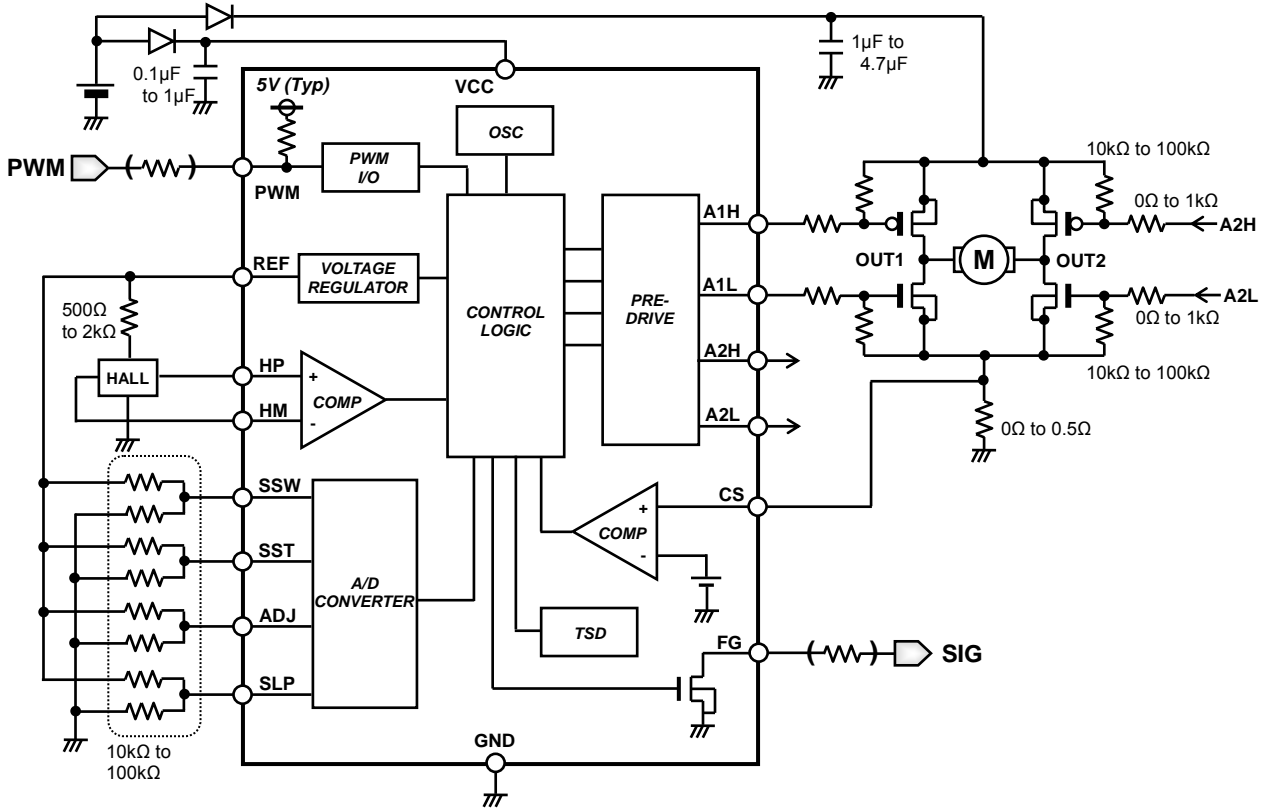 1μF to
4.7μF
0.1μF
to 1μF
5V (Typ)
VCC
OSC
PWM
PWM
PWM
I/O
10kΩ to 100kΩ
0Ω to 1kΩ
A1H
A2H
REF
VOLTAGE
REGULATOR
OUT1
M
OUT2
500Ω
to 2kΩ
CONTROL
LOGIC
PRE-
DRIVE
A1L
A2L
0Ω to 1kΩ
HALL
HP
HM
+
COMP
-
A2H
A2L
10kΩ to 100kΩ
0Ω to 0.5Ω
SSW
SST
ADJ
SLP
A/D
CONVERTER
+
COMP
-
CS
TSD
FG
SIG
10kΩ to
100kΩ
GND